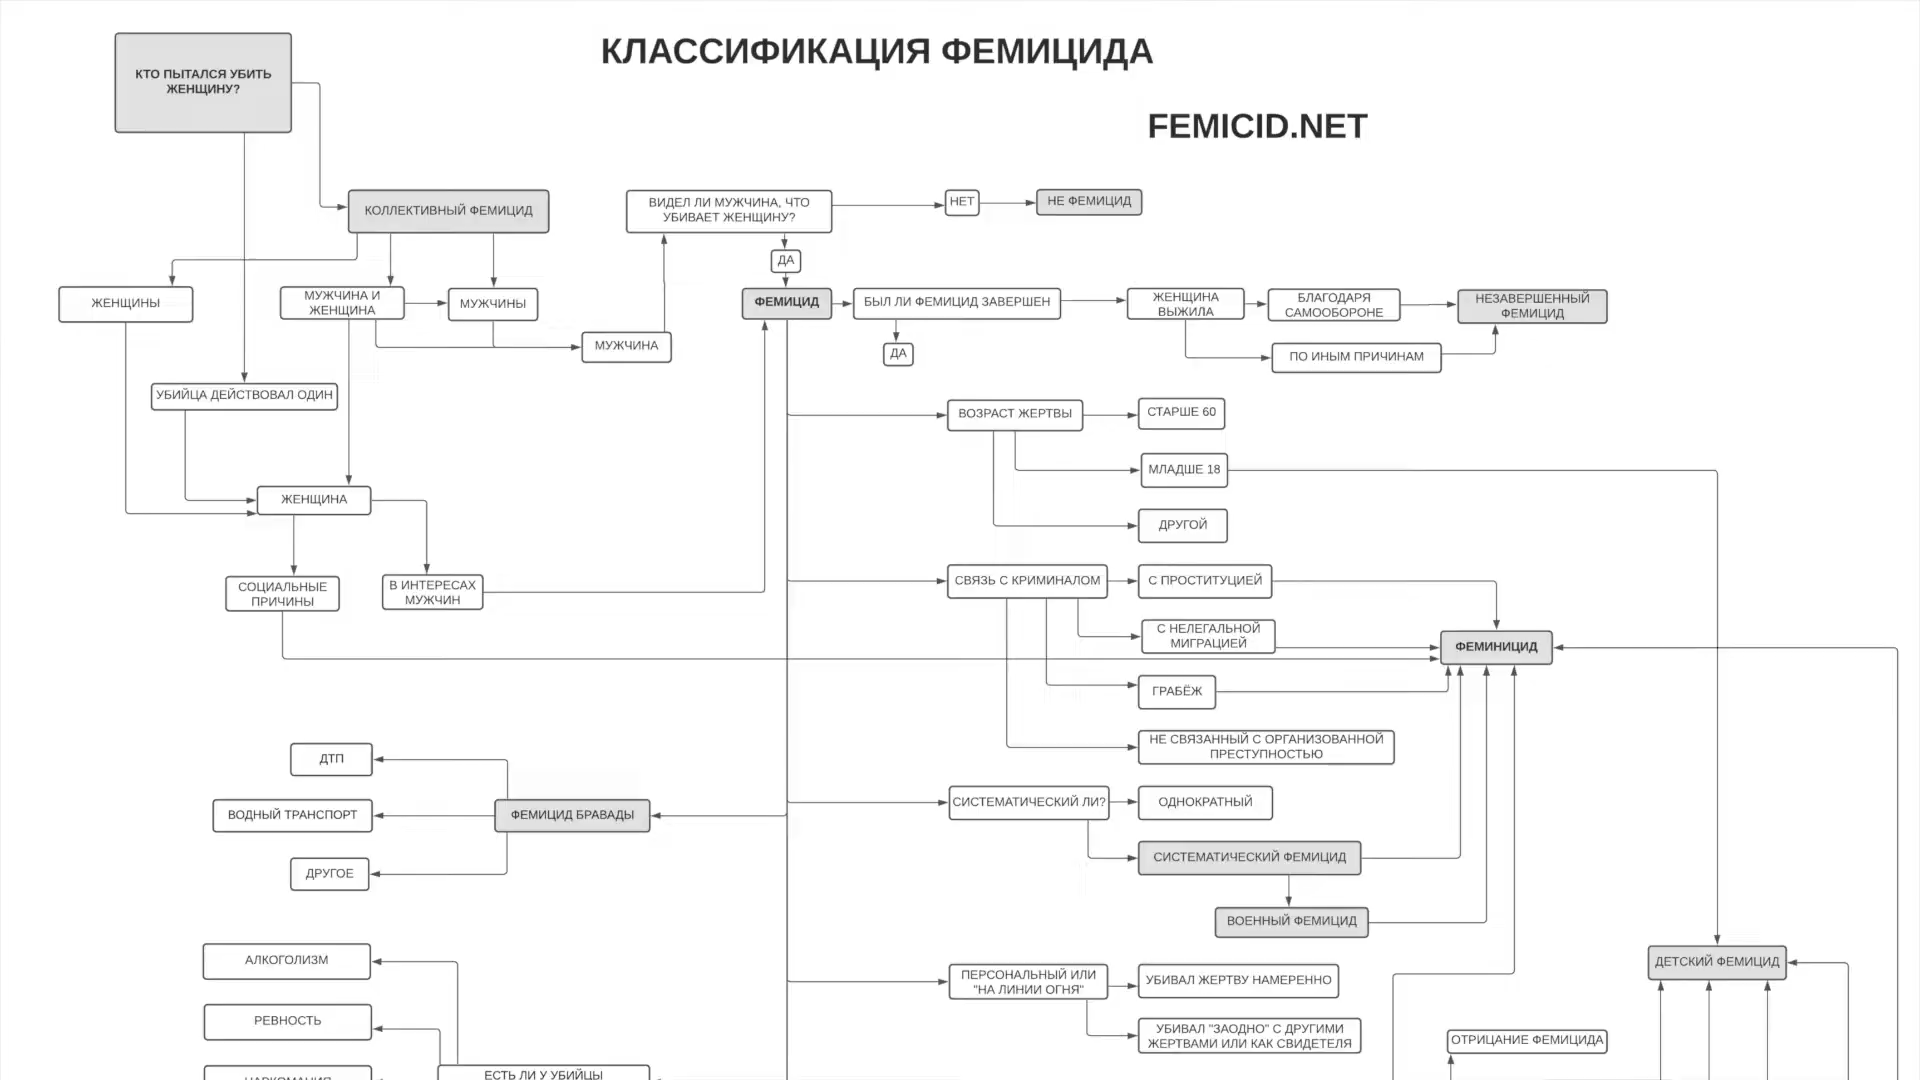 КЛАССИФИКАЦИЯ ФЕМИЦИДА
FEMICID.NET
КТО ПЫТАЛСЯ УБИТЬ
ЖЕНЩИНУ?
КОЛЛЕКТИВНЫЙ ФЕМИЦИД
ВИДЕЛ ЛИ МУЖЧИНА, ЧТО
УБИВАЕТ ЖЕНЩИНУ?
НЕТ
НЕ ФЕМИЦИД
ДА
ЖЕНЩИНЫ
МУЖЧИНА И
ЖЕНЩИНА
МУЖЧИНЫ
МУЖЧИНА
ФЕМИЦИД
БЫЛ ЛИ ФЕМИЦИД ЗАВЕРШЕН
ДА
ЖЕНЩИНА
ВЫЖИЛА
БЛАГОДАРЯ
САМООБОРОНЕ
НЕЗАВЕРШЕННЫЙ
ФЕМИЦИД
ПО ИНЫМ ПРИЧИНАМ
УБИЙЦА ДЕЙСТВОВАЛ ОДИН
ВОЗРАСТ ЖЕРТВЫ
СТАРШЕ 60
МЛАДШЕ 18
ДРУГОЙ
ЖЕНЩИНА
СОЦИАЛЬНЫЕ
ПРИЧИНЫ
В ИНТЕРЕСАХ
МУЖЧИН
СВЯЗЬ С КРИМИНАЛОМ
С ПРОСТИТУЦИЕЙ
С НЕЛЕГАЛЬНОЙ
МИГРАЦИЕЙ
ФЕМИНИЦИД
ГРАБЁЖ
НЕ СВЯЗАННЫЙ С ОРГАНИЗОВАННОЙ
ПРЕСТУПНОСТЬЮ
ДТП
ВОДНЫЙ ТРАНСПОРТ
ФЕМИЦИД БРАВАДЫ
ДРУГОЕ
СИСТЕМАТИЧЕСКИЙ ЛИ?
ОДНОКРАТНЫЙ
СИСТЕМАТИЧЕСКИЙ ФЕМИЦИД
ВОЕННЫЙ ФЕМИЦИД
АЛКОГОЛИЗМ
РЕВНОСТЬ
НАРКОМАНИЯ
ЕСТЬ ЛИ У УБИЙЦЫ
ПЕРСОНАЛЬНЫЙ ИЛИ
"НА ЛИНИИ ОГНЯ"
УБИВАЛ ЖЕРТВУ НАМЕРЕННО
УБИВАЛ "ЗАОДНО" С ДРУГИМИ
ЖЕРТВАМИ ИЛИ КАК СВИДЕТЕЛЯ
ДЕТСКИЙ ФЕМИЦИД
ОТРИЦАНИЕ ФЕМИЦИДА